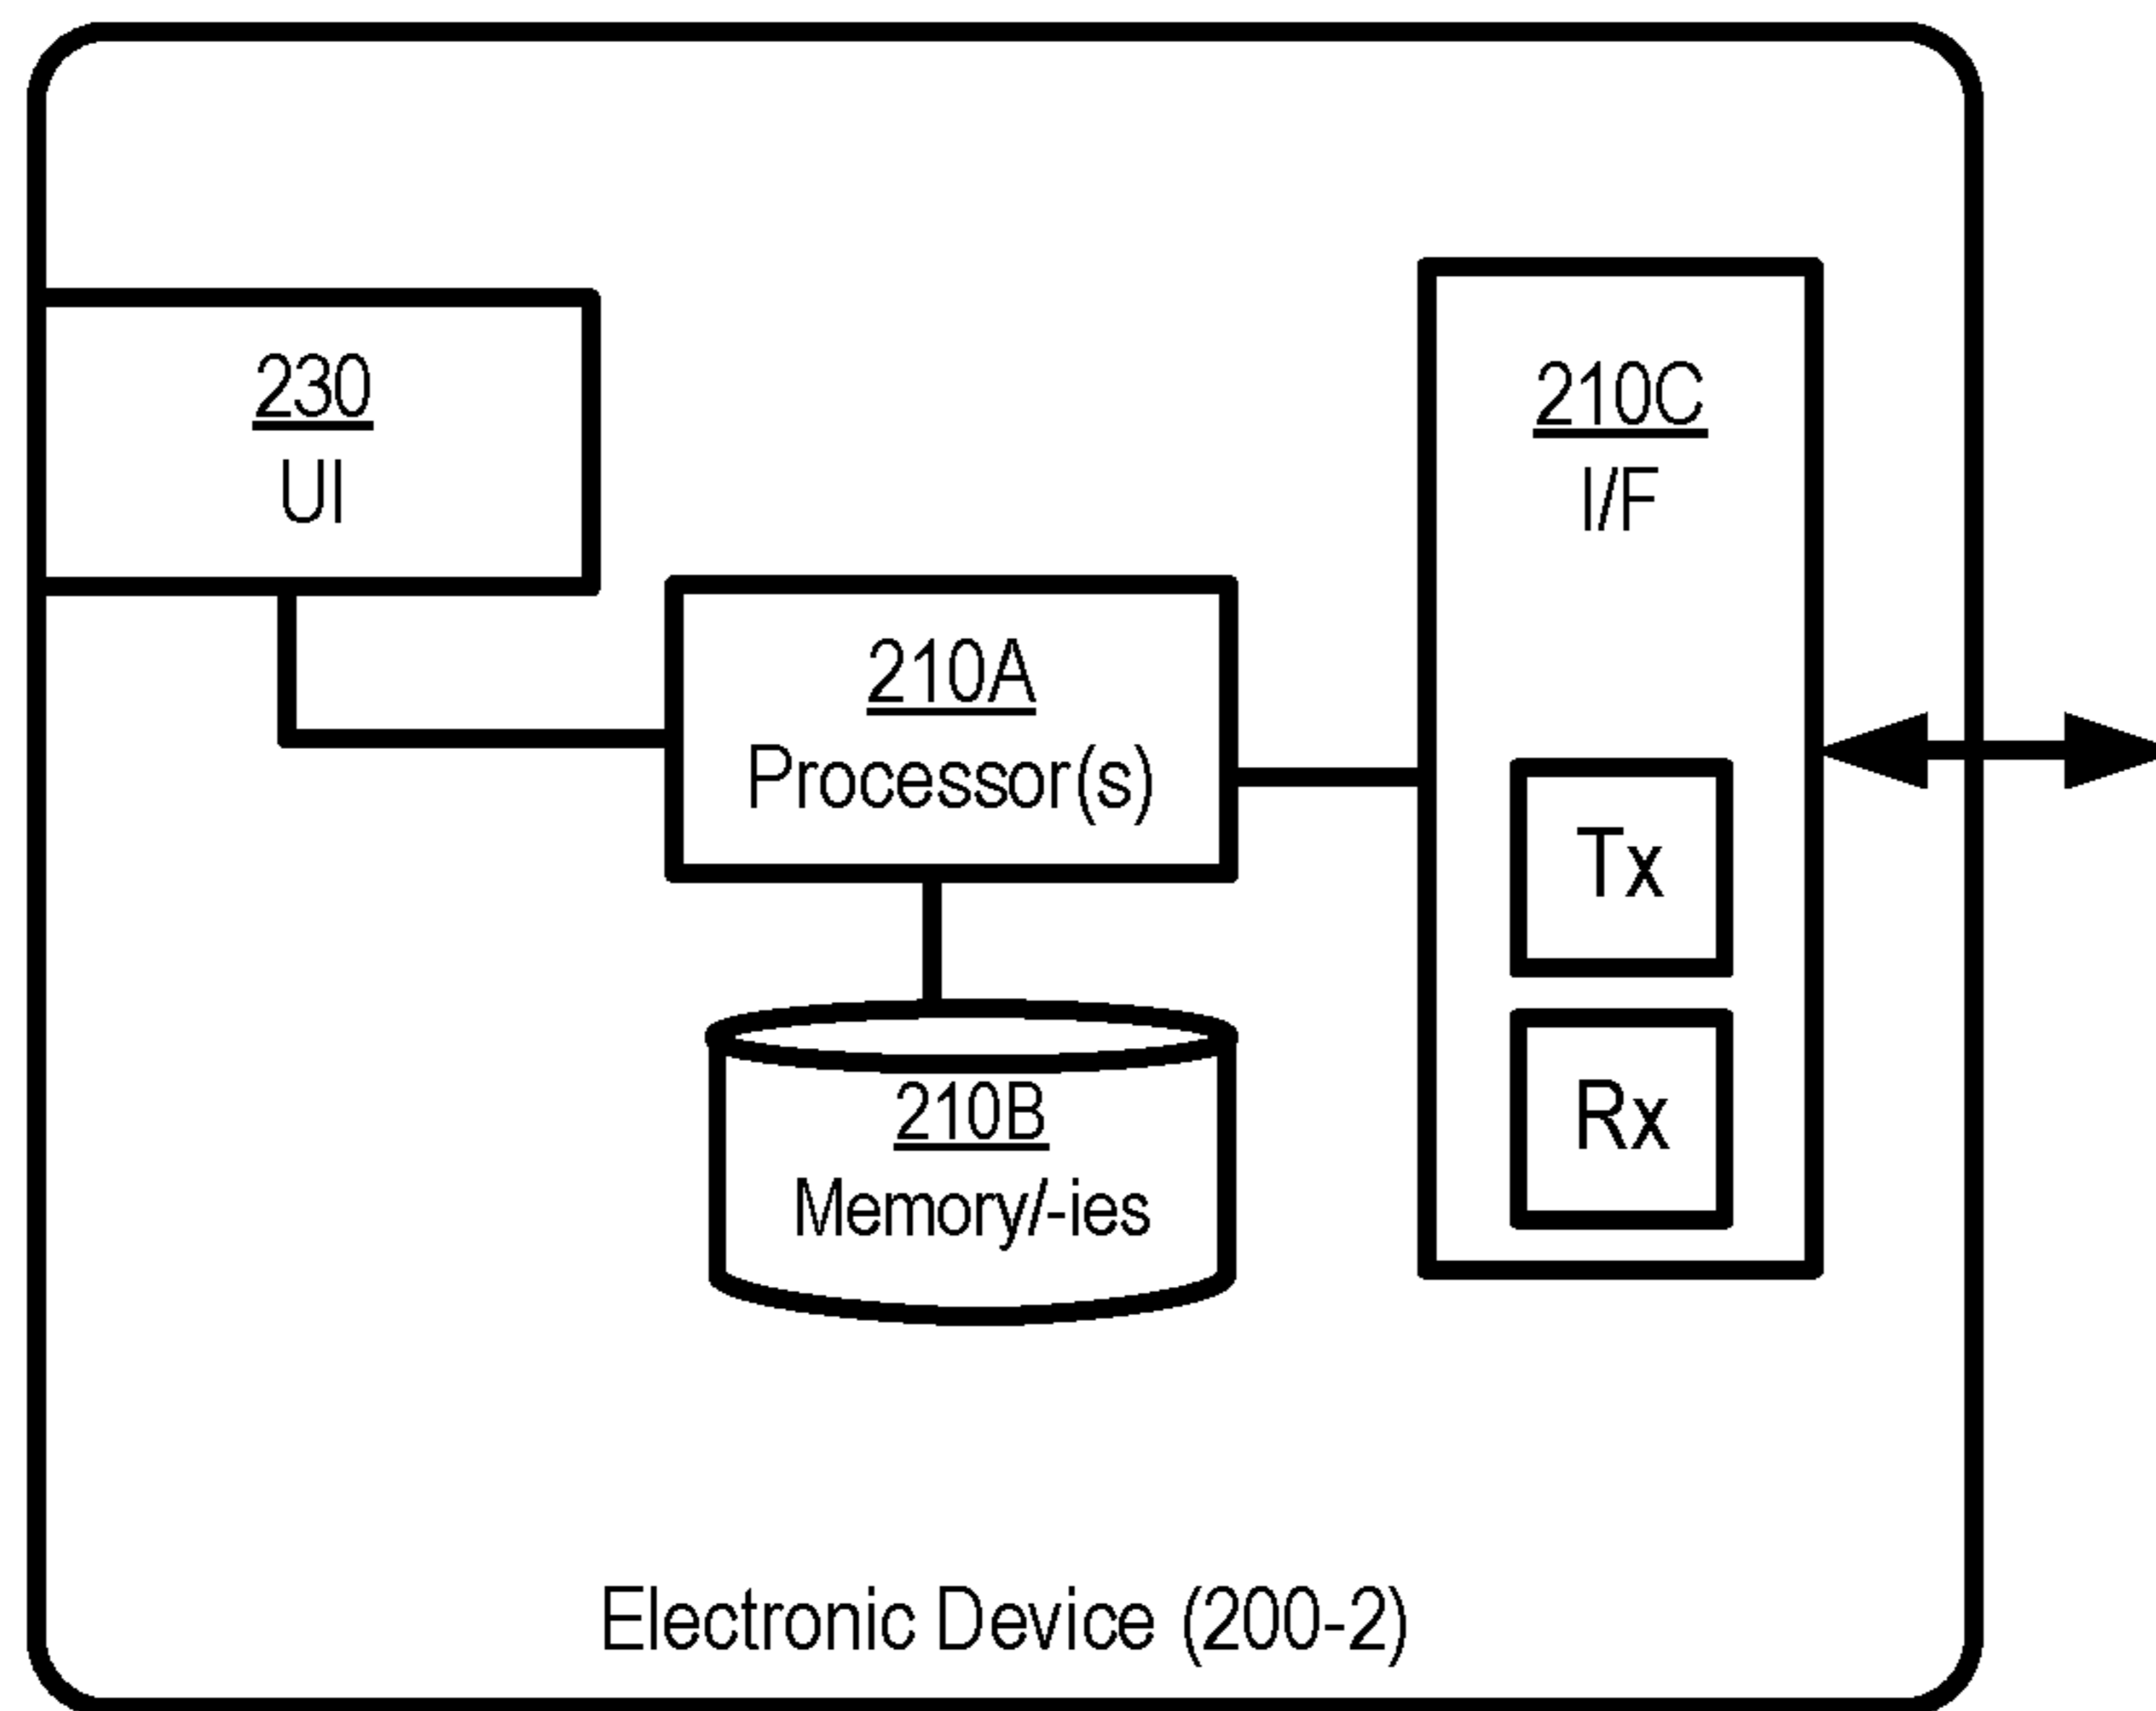 230
UI
210A
Processor(s)
210B
Memory/-ies
210C
I/F
Tx
Rx
Electronic Device (200-2)